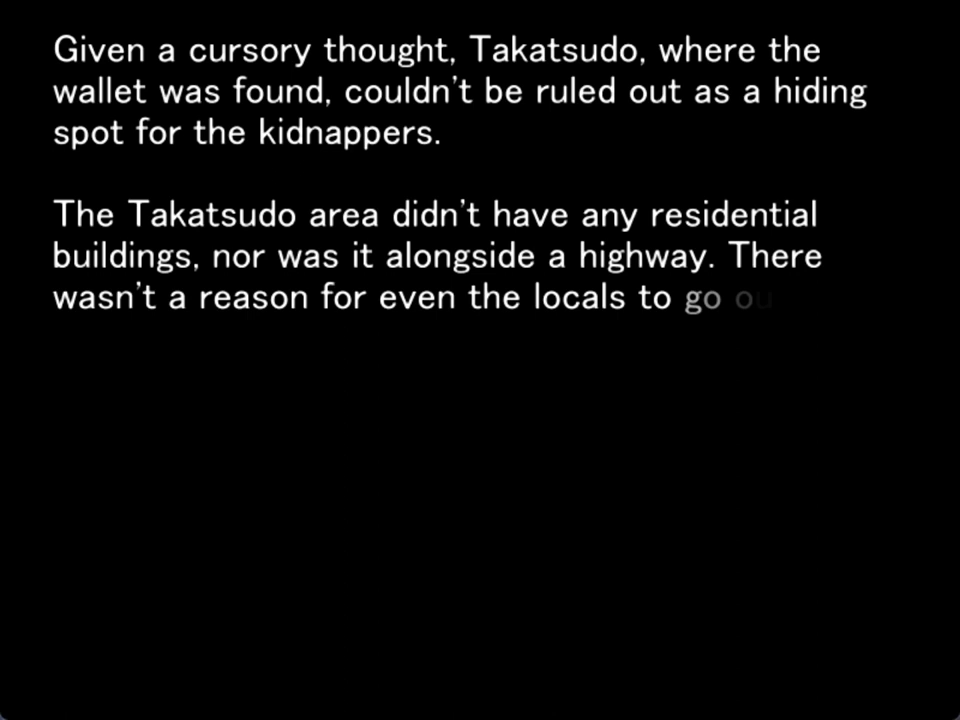 Given a cursory thought, Takatsudo, where the
wallet was found, couldn't be ruled out as a hiding
spot for the kidnappers.
The Takatsudo area didn't have any residential
buildings, nor was it alongside a highway. There
wasn't a reason for even the locals to go ou